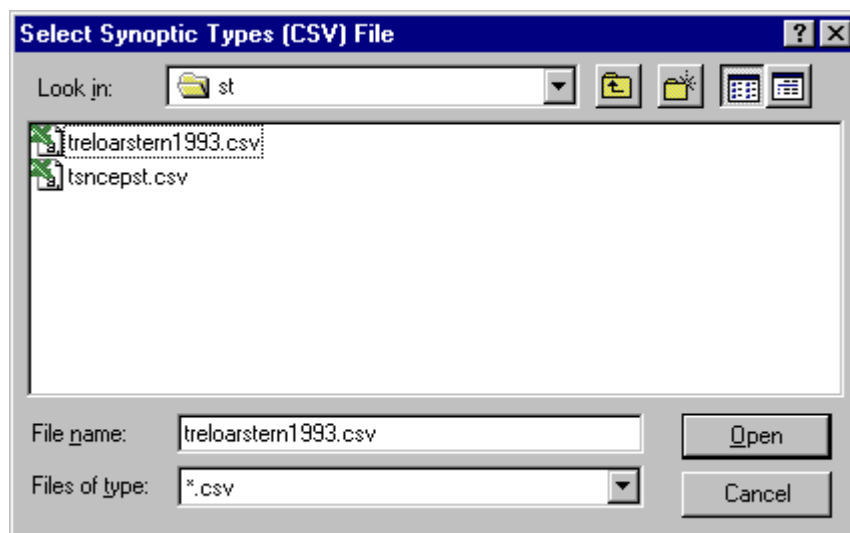 Select Synoptic Types (CSV) File
Look in:
st
treloarstern1993.csv
tsncepst.csv
File name:
treloarstern1993.csv
Open
Files of type:
*.csv
Cancel